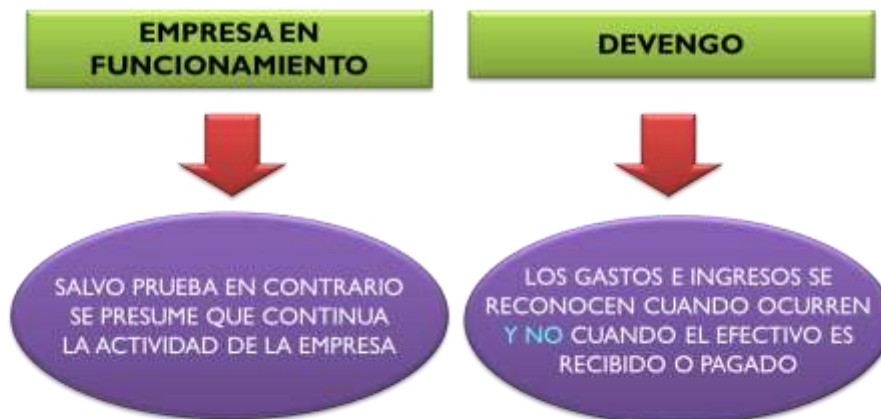 EMPRESA EN
FUNCIONAMIENTO
DEVENGO
SALVO PRUEBA EN CONTRARIO
SE PRESUME QUE CONTINUA
LA ACTIVIDAD DE LA EMPRESA
LOS GASTOS E INGRESOS SE
RECONOCEN CUANDO OCURREN
Y NO CUANDO EL EFECTIVO ES
RECIBIDO O PAGADO